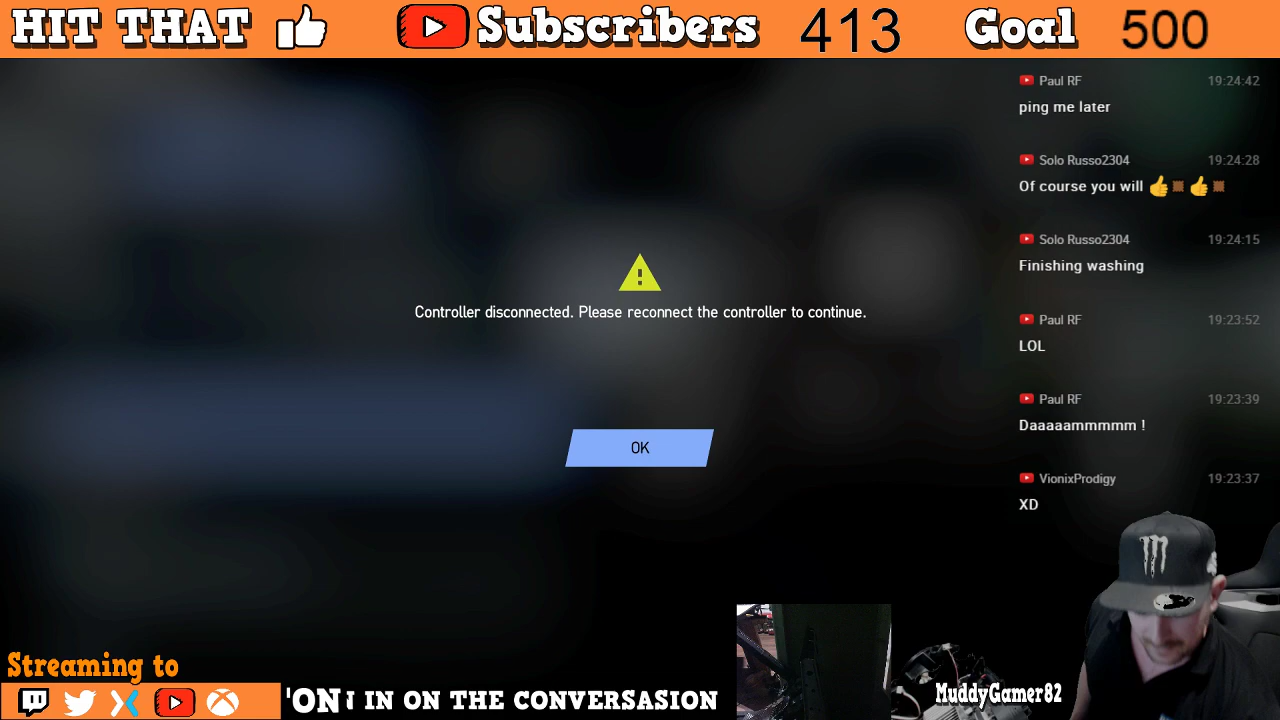 HIT THAT
Subscribers 413
Goal 500
Paul RF 19:24:42
ping me later
Solo Russo2304 19:24:28
Of course you will 👍 👍
Solo Russo2304 19:24:15
Finishing washing
Paul RF 19:23:52
LOL
Paul RF 19:23:39
Daaaaammmmm !
VionixProdigy 19:23:37
XD
Controller disconnected. Please reconnect the controller to continue.
OK
Streaming to
IN ON THE CONVERSASION
MuddyGamer82